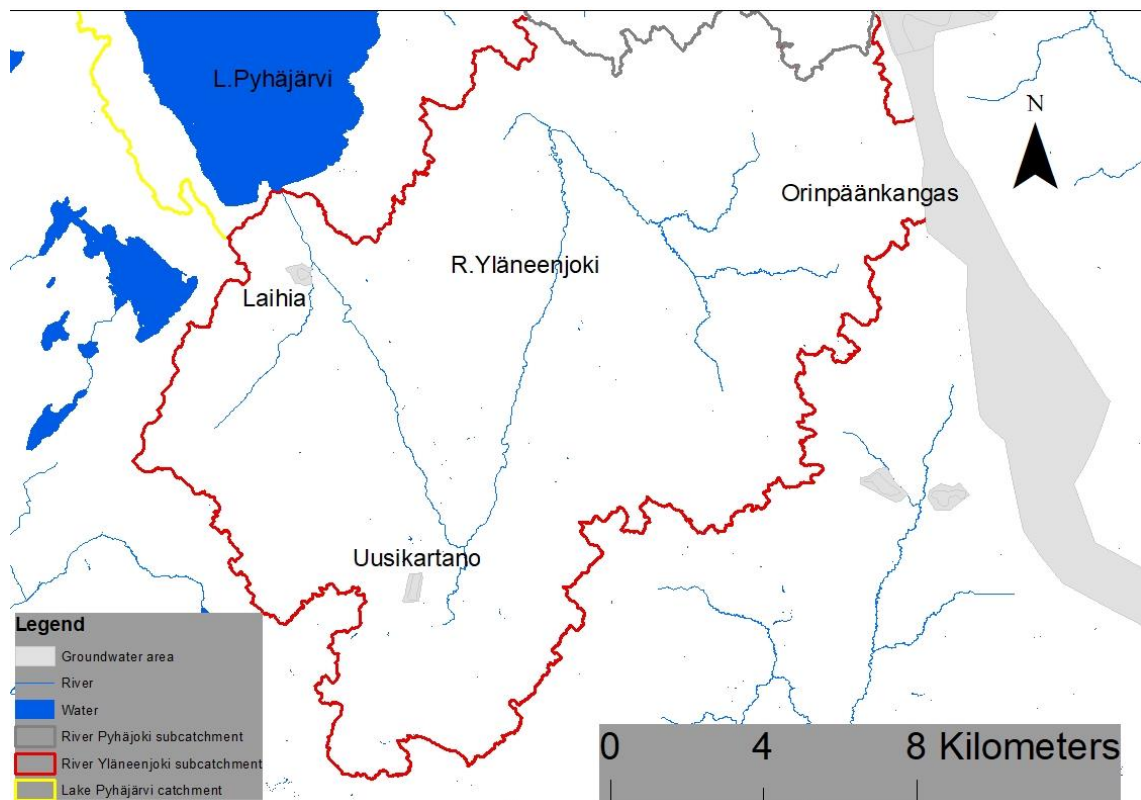 L.Pyhäjärvi
N
Orinpäänkangas
R.Yläneenjoki
Laihia
Uusikartano
Legend
Groundwater area
River
Water
River Pyhäjoki subcatchment
River Yläneenjoki subcatchment
Lake Pyhäjärvi catchment
0 4 8 Kilometers